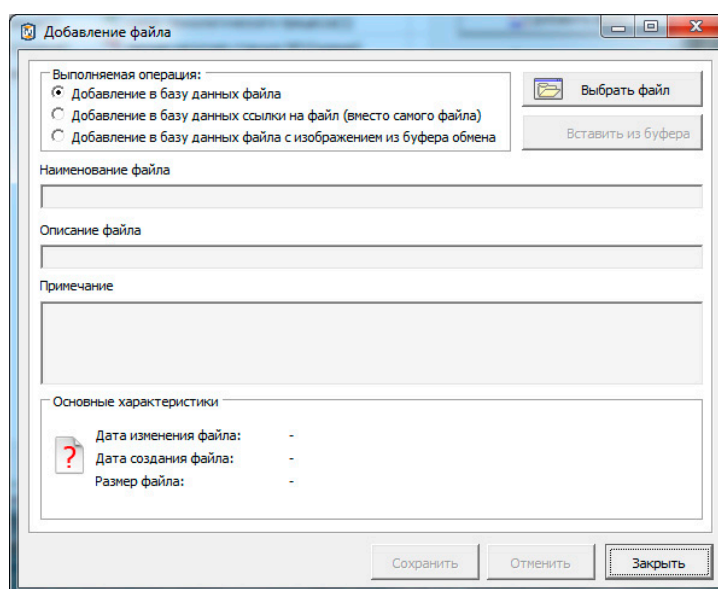 Добавление файла
Выполняемая операция:
Добавление в базу данных файла
Выбрать файл
Добавление в базу данных ссылки на файл (вместо самого файла)
Добавление в базу данных файла с изображением из буфера обмена
Вставить из буфера
Наименование файла
Описание файла
Примечание
Основные характеристики
?
Дата изменения файла: -
Дата создания файла: -
Размер файла: -
Сохранить
Отменить
Закрыть